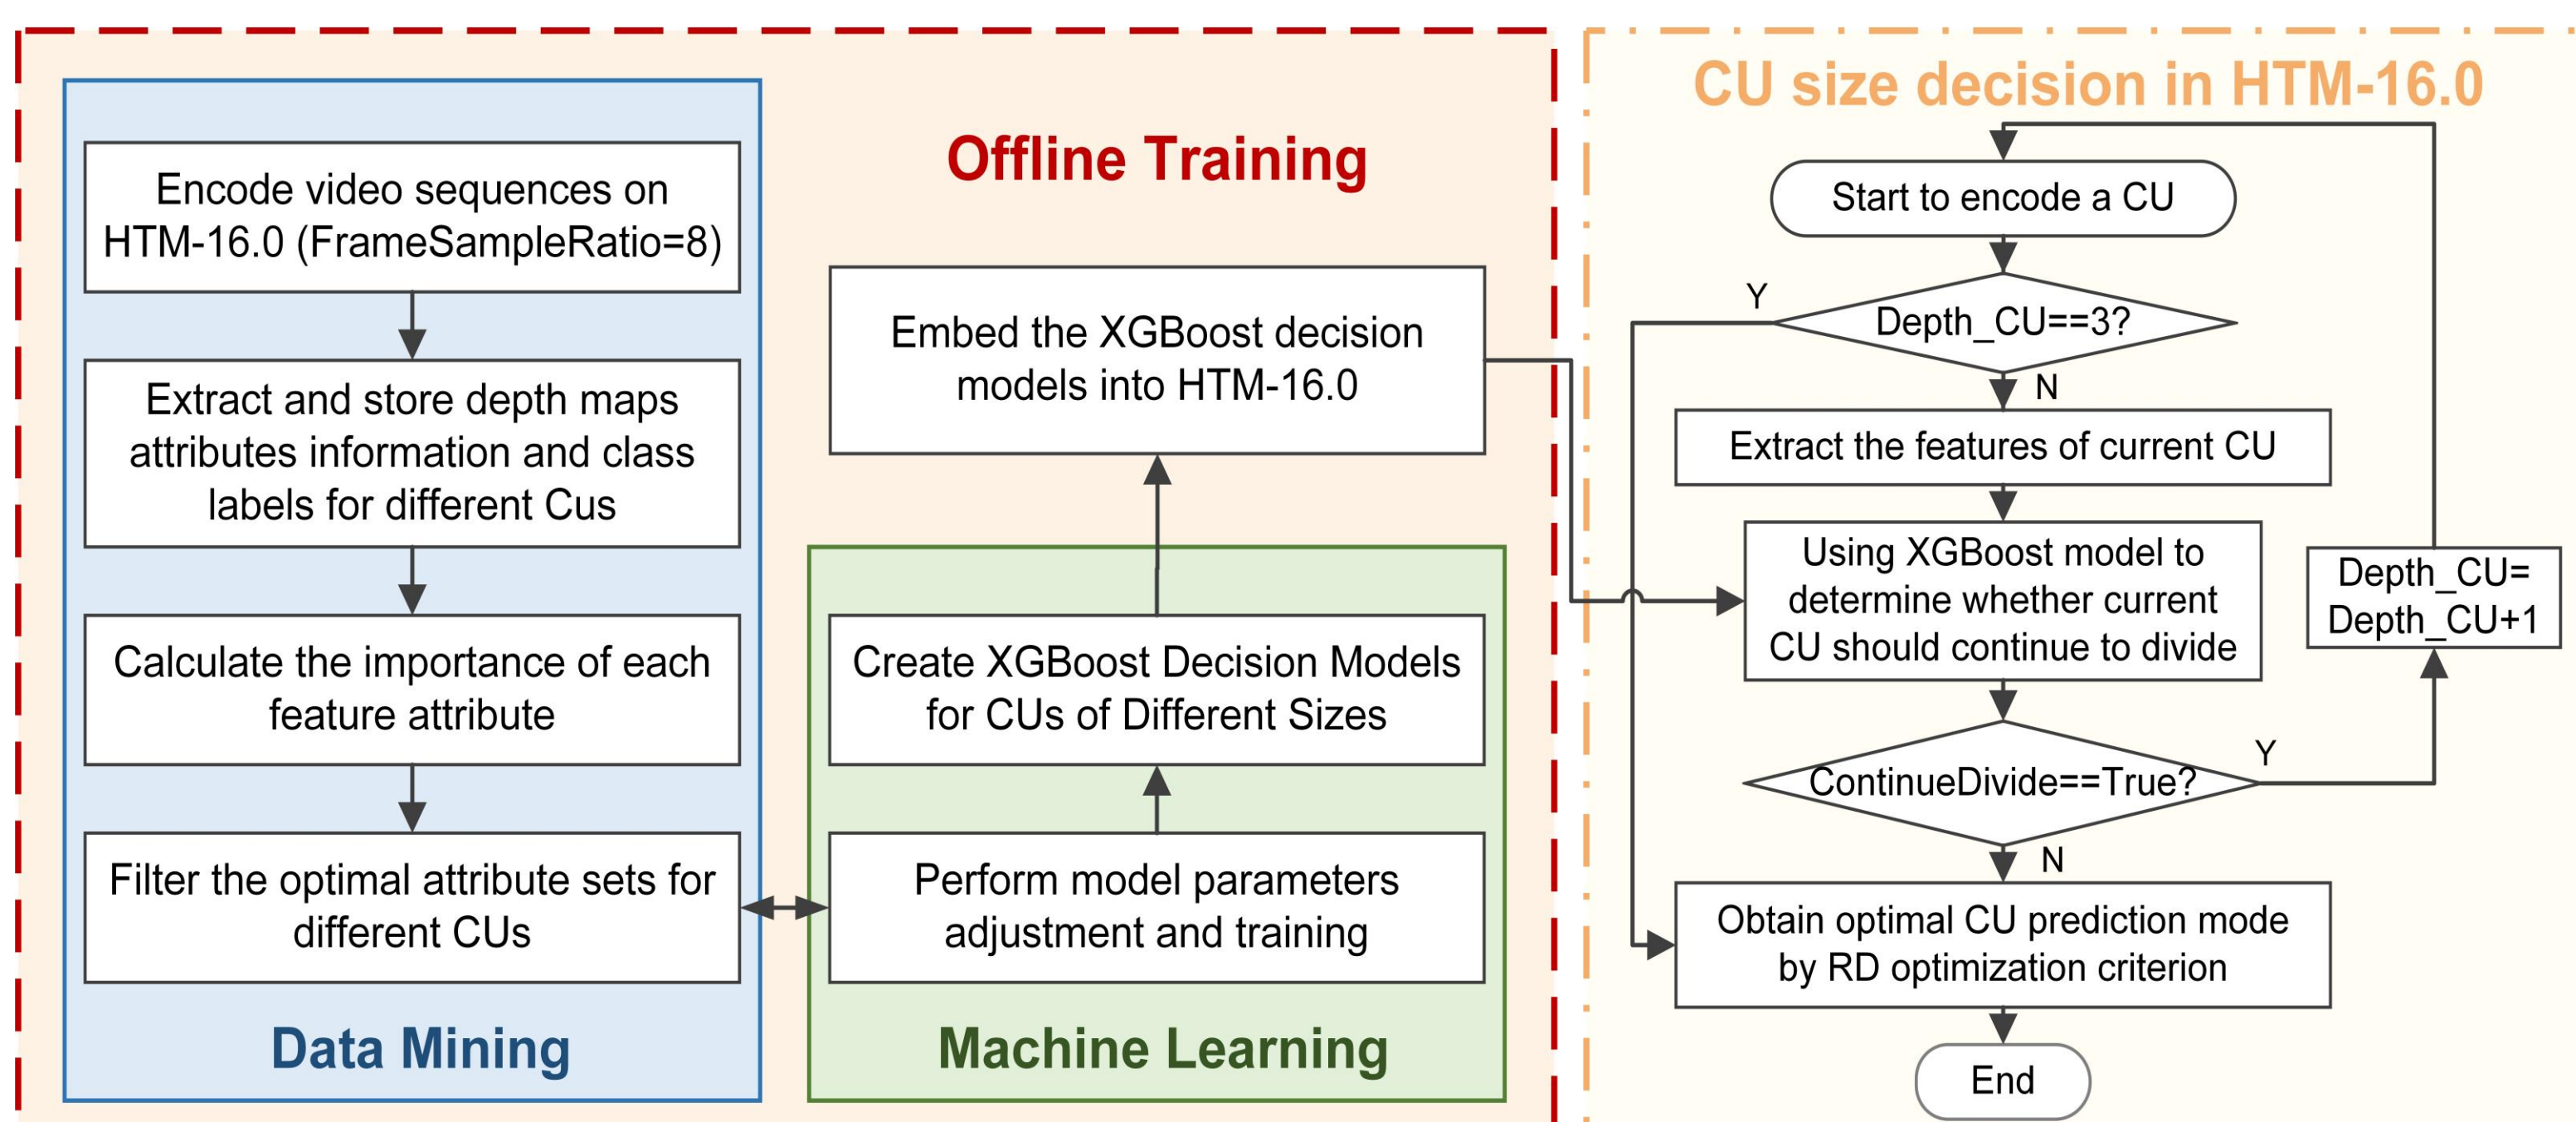 Encode video sequences on
HTM-16.0 (FrameSampleRatio=8)
Extract and store depth maps
attributes information and class
labels for different Cus
Calculate the importance of each
feature attribute
Filter the optimal attribute sets for
different CUs
Data Mining
Offline Training
Embed the XGBoost decision
models into HTM-16.0
Create XGBoost Decision Models
for CUs of Different Sizes
Perform model parameters
adjustment and training
Machine Learning
CU size decision in HTM-16.0
Start to encode a CU
Depth_CU==3?
Y
N
Extract the features of current CU
Using XGBoost model to
determine whether current
CU should continue to divide
Depth_CU=
Depth_CU+1
ContinueDivide==True?
Y
N
Obtain optimal CU prediction mode
by RD optimization criterion
End